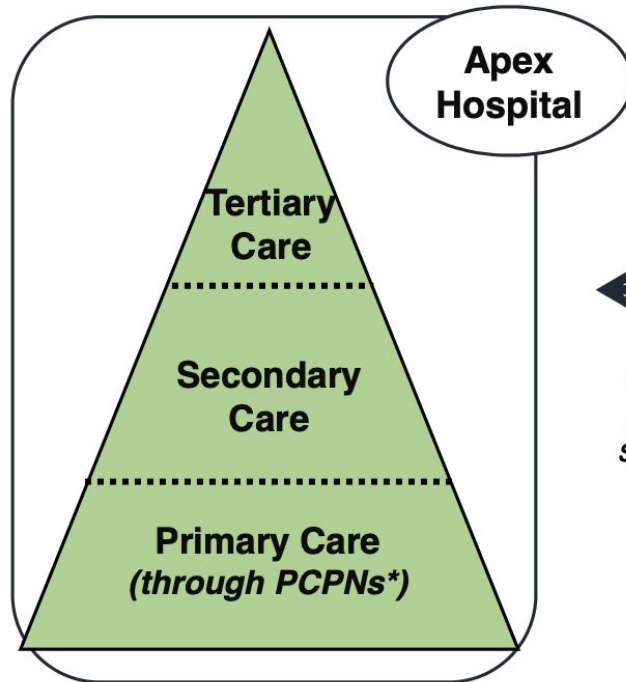 Apex
Hospital
Tertiary
Care
Secondary
Care
Primary Care
(through PCPNs*)